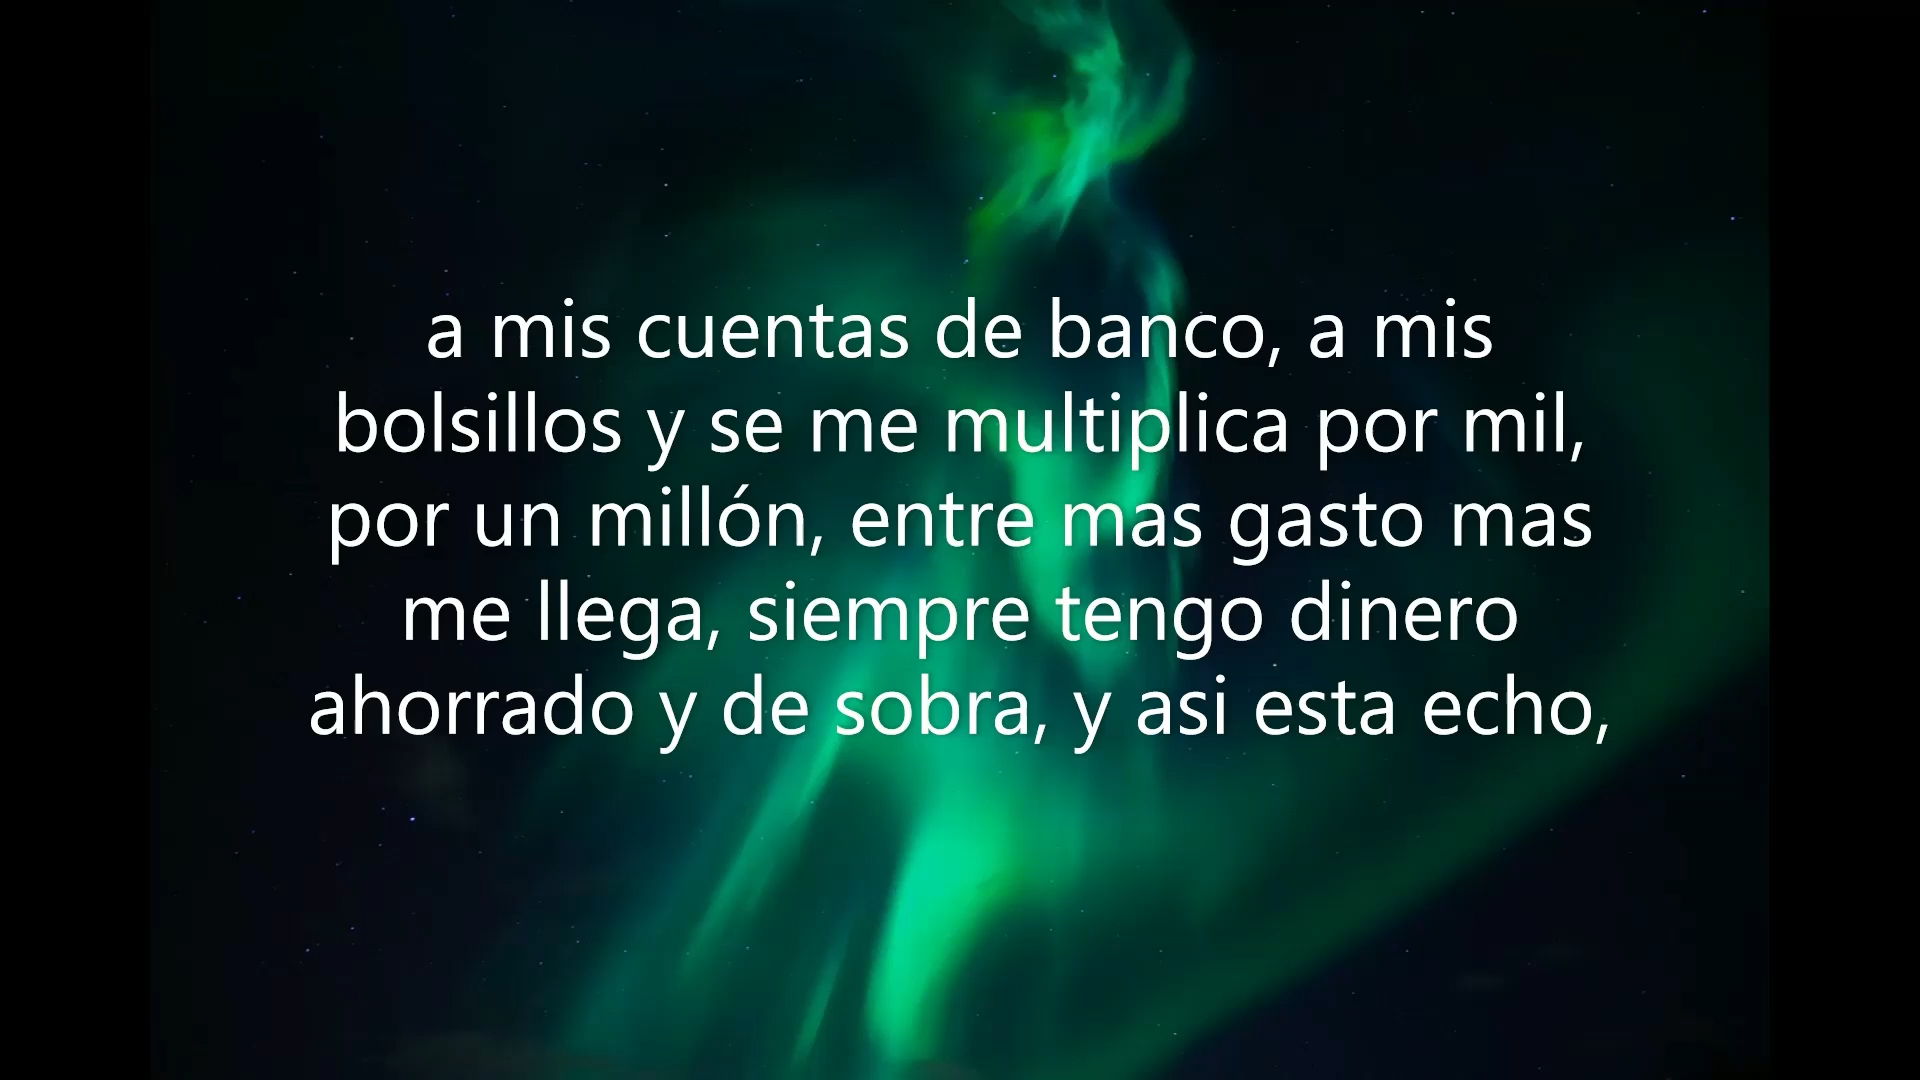 a mis cuentas de banco, a mis
bolsillos y se me multiplica por mil,
por un millón, entre mas gasto mas
me llega, siempre tengo dinero
ahorrado y de sobra, y asi esta echo,